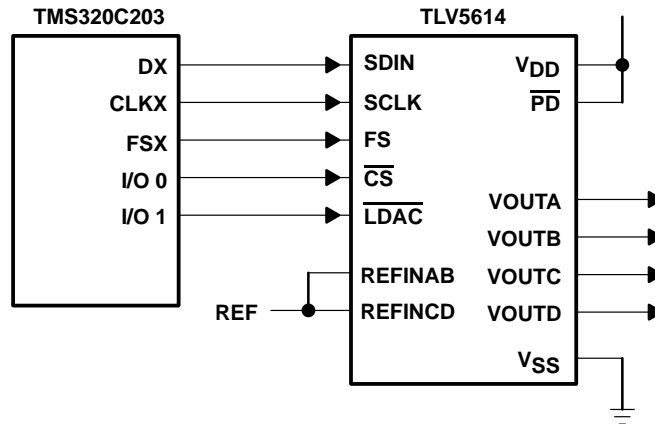 TMS320C203
TLV5614
DX
CLKX
FSX
I/O 0
I/O 1
SDIN
SCLK
FS
CS
LDAC
REFINAB
REFINCD
REF
VDD
PD
VOUTA
VOUTB
VOUTC
VOUTD
VSS